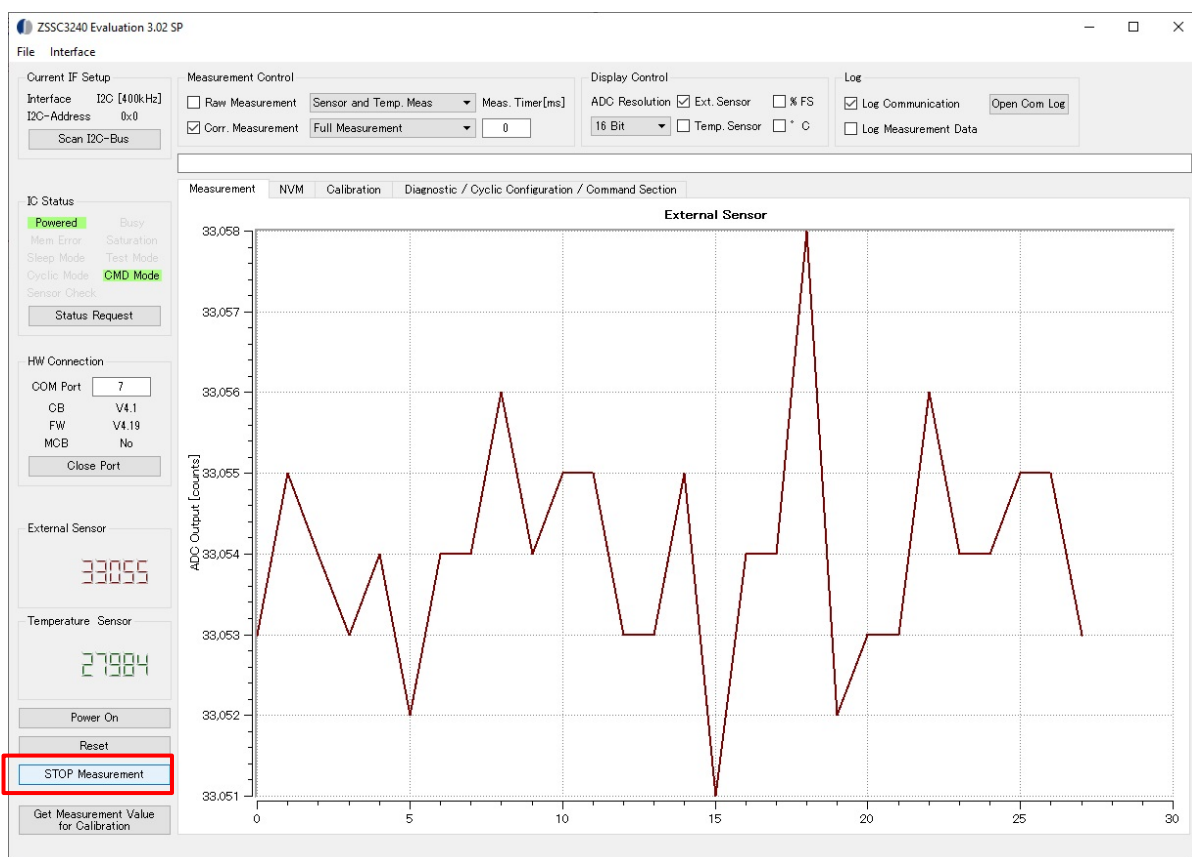 ZSSC3240 Evaluation 3.02 SP
File Interface
Current IF Setup
Interface I2C [400kHz]
I2C-Address 0x0
Scan I2C-Bus
Measurement Control
Raw Measurement Sensor and Temp. Meas Meas. Timer[ms]
Corr. Measurement Full Measurement 0
Display Control
ADC Resolution Ext. Sensor % FS
16 Bit Temp. Sensor ° C
Log
Log Communication Open Com Log
Log Measurement Data
IC Status
Powered Busy
Mem Error Saturation
Sleep Mode Test Mode
Cyclic Mode CMD Mode
Sensor Check
Status Request
HW Connection
COM Port 7
CB V4.1
FW V4.19
MCB No
Close Port
External Sensor
33055
Temperature Sensor
27984
Power On
Reset
STOP Measurement
Get Measurement Value
for Calibration
Measurement NVM Calibration Diagnostic / Cyclic Configuration / Command Section
External Sensor
ADC Output [counts]
33,058
33,057
33,056
33,055
33,054
33,053
33,052
33,051
0 5 10 15 20 25 30